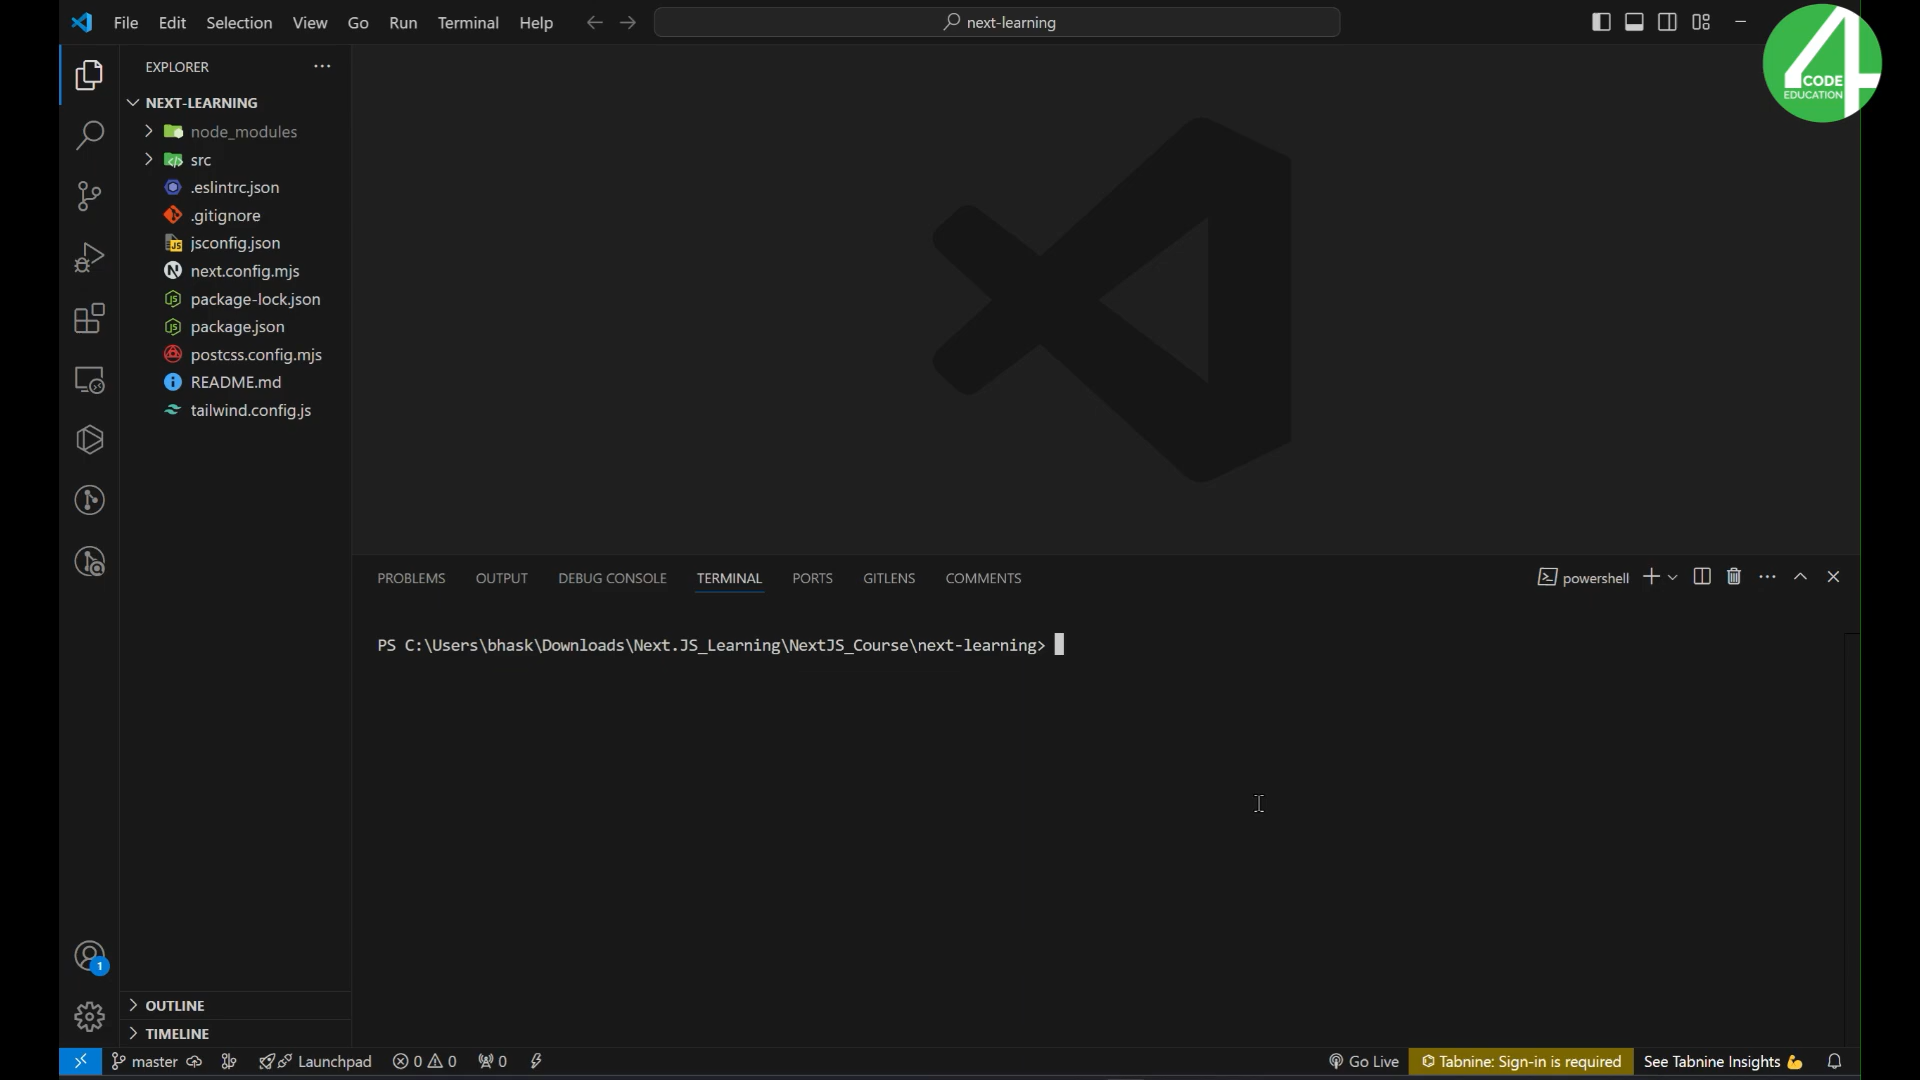 File Edit Selection View Go Run Terminal Help
next-learning
4 CODE
EDUCATION
EXPLORER
NEXT-LEARNING
node_modules
src
.eslintrc.json
.gitignore
jsconfig.json
next.config.mjs
package-lock.json
package.json
postcss.config.mjs
README.md
tailwind.config.js
PROBLEMS OUTPUT DEBUG CONSOLE TERMINAL PORTS GITLENS COMMENTS
powershell
PS C:\Users\bhask\Downloads\Next.JS_Learning\NextJS_Course\next-learning>
1
OUTLINE
TIMELINE
master Launchpad 0 0 0 Go Live Tabnine: Sign-in is required See Tabnine Insights